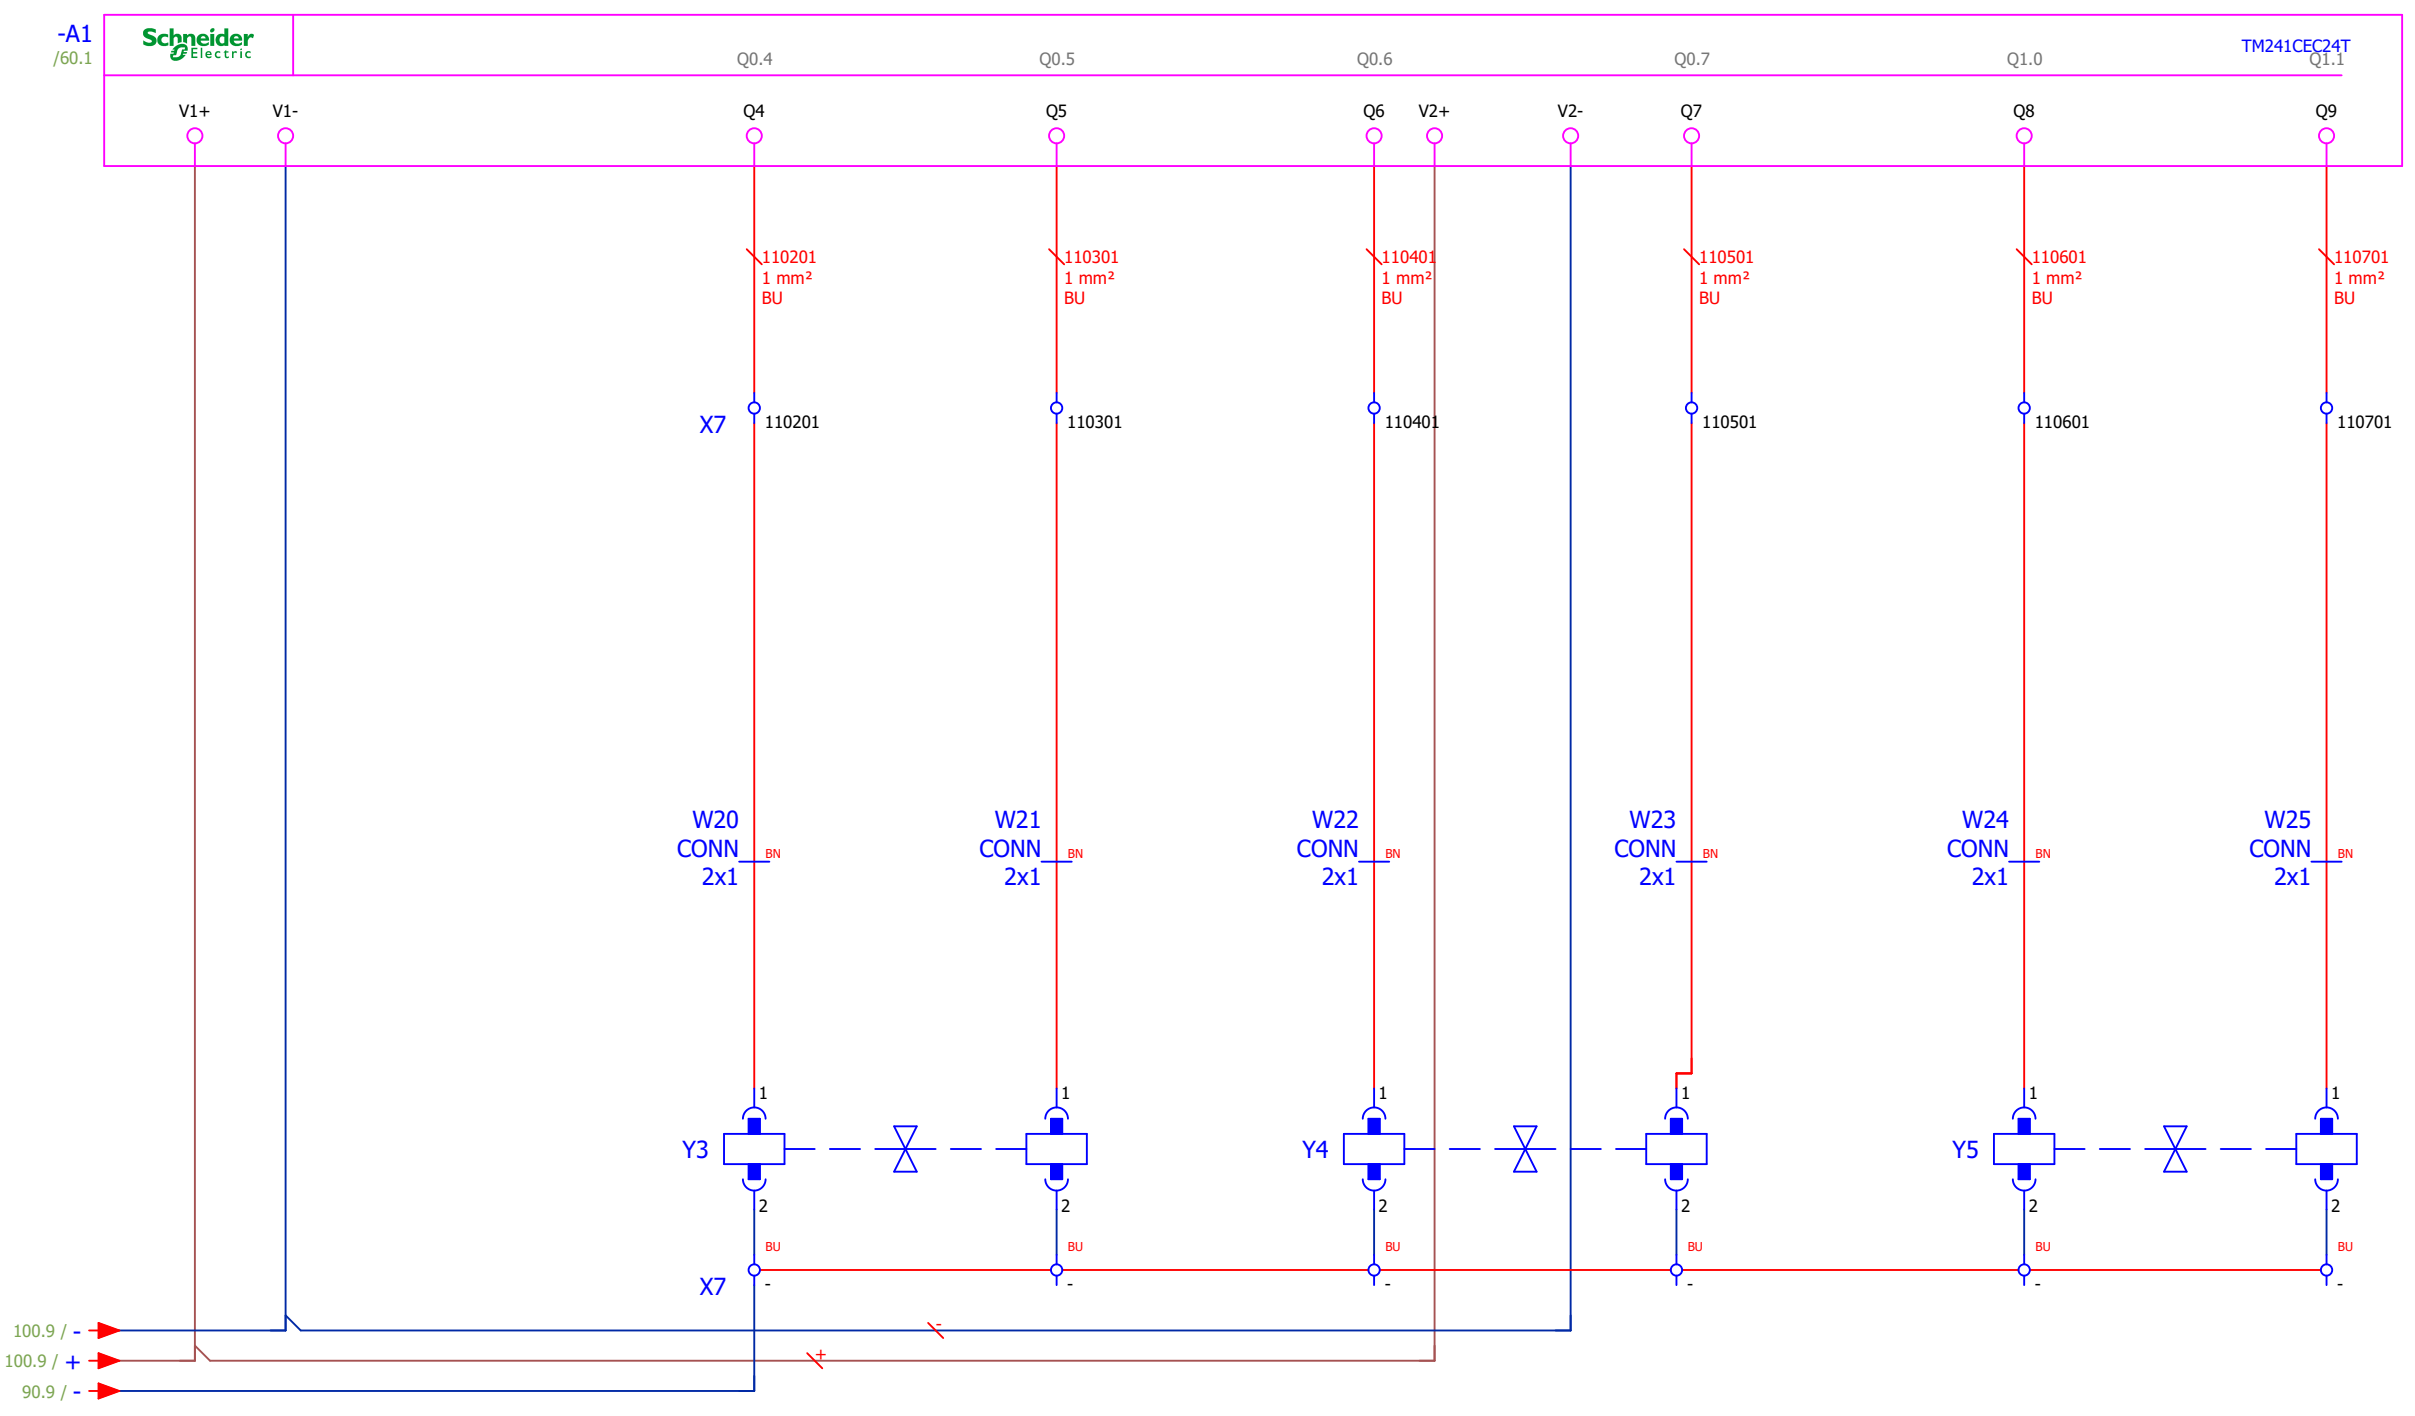 -A1
/60.1
Schneider
Electric
TM241CEC24T
Q0.4 Q0.5 Q0.6 Q0.7 Q1.0 Q1.1
V1+ V1- Q4 Q5 Q6 V2+ V2- Q7 Q8 Q9
110201 110301 110401 110501 110601 110701
1 mm² 1 mm² 1 mm² 1 mm² 1 mm² 1 mm²
BU BU BU BU BU BU
X7 110201 110301 110401 110501 110601 110701
W20 W21 W22 W23 W24 W25
CONN BN CONN BN CONN BN CONN BN CONN BN CONN BN
2x1 2x1 2x1 2x1 2x1 2x1
1 1 1 1 1 1
Y3 Y4 Y5
2 2 2 2 2 2
BU BU BU BU BU BU
X7 - - - - - -
100.9 / - -
100.9 / + +
90.9 / -